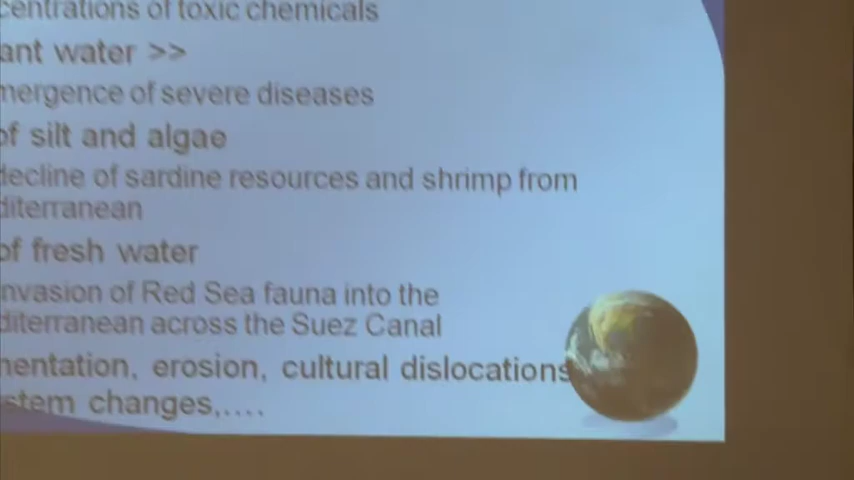 centrations of toxic chemicals
ant water >>
mergence of severe diseases
of silt and algae
decline of sardine resources and shrimp from
diterranean
of fresh water
nvasion of Red Sea fauna into the
diterranean across the Suez Canal
mentation, erosion, cultural dislocations
stem changes,....